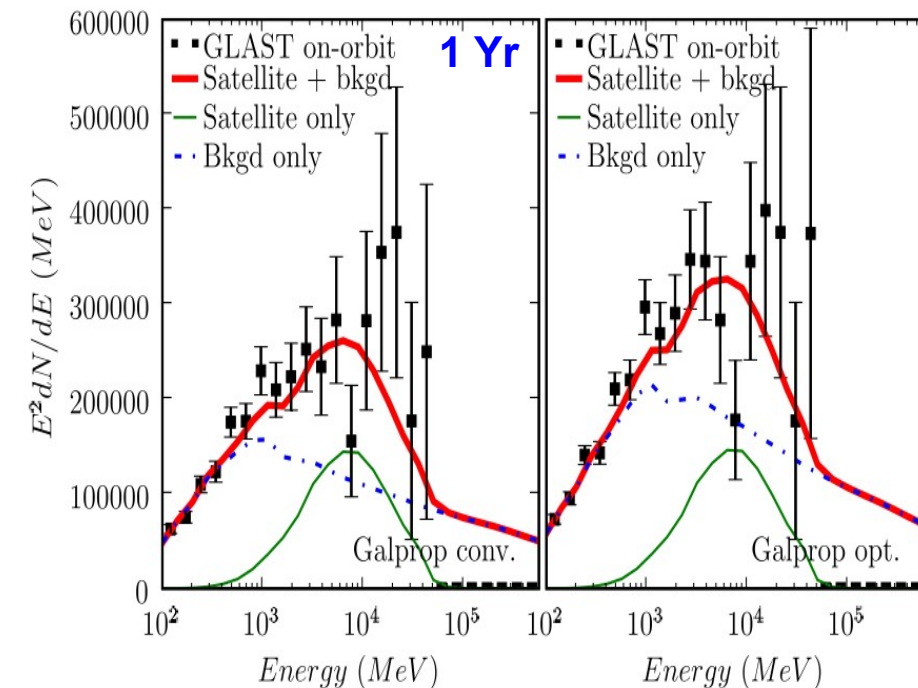 E²dN/dE (MeV)
600000
500000
400000
300000
200000
100000
0
GLAST on-orbit
1 Yr
Satellite + bkgd
Satellite only
Bkgd only
Galprop conv.
10² 10³ 10⁴ 10⁵
Energy (MeV)
GLAST on-orbit
Satellite + bkgd
Satellite only
Bkgd only
Galprop opt.
10² 10³ 10⁴ 10⁵
Energy (MeV)